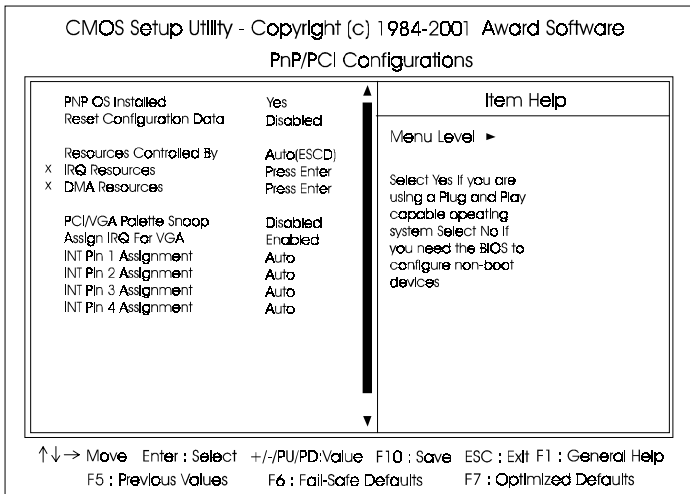 CMOS Setup Utility - Copyright (c) 1984-2001 Award Software
PnP/PCI Configurations
PNP OS Installed Yes
Reset Configuration Data Disabled
Resources Controlled By Auto(ESCD)
x IRQ Resources Press Enter
x DMA Resources Press Enter
PCI/VGA Palette Snoop Disabled
Assign IRQ For VGA Enabled
INT Pin 1 Assignment Auto
INT Pin 2 Assignment Auto
INT Pin 3 Assignment Auto
INT Pin 4 Assignment Auto
Item Help
Menu Level ►
Select Yes if you are
using a Plug and Play
capable opeating
system Select No if
you need the BIOS to
configure non-boot
devices
↑↓→ Move Enter : Select +/-/PU/PD:Value F10 : Save ESC : Exit F1 : General Help
F5 : Previous Values F6 : Fail-Safe Defaults F7 : Optimized Defaults